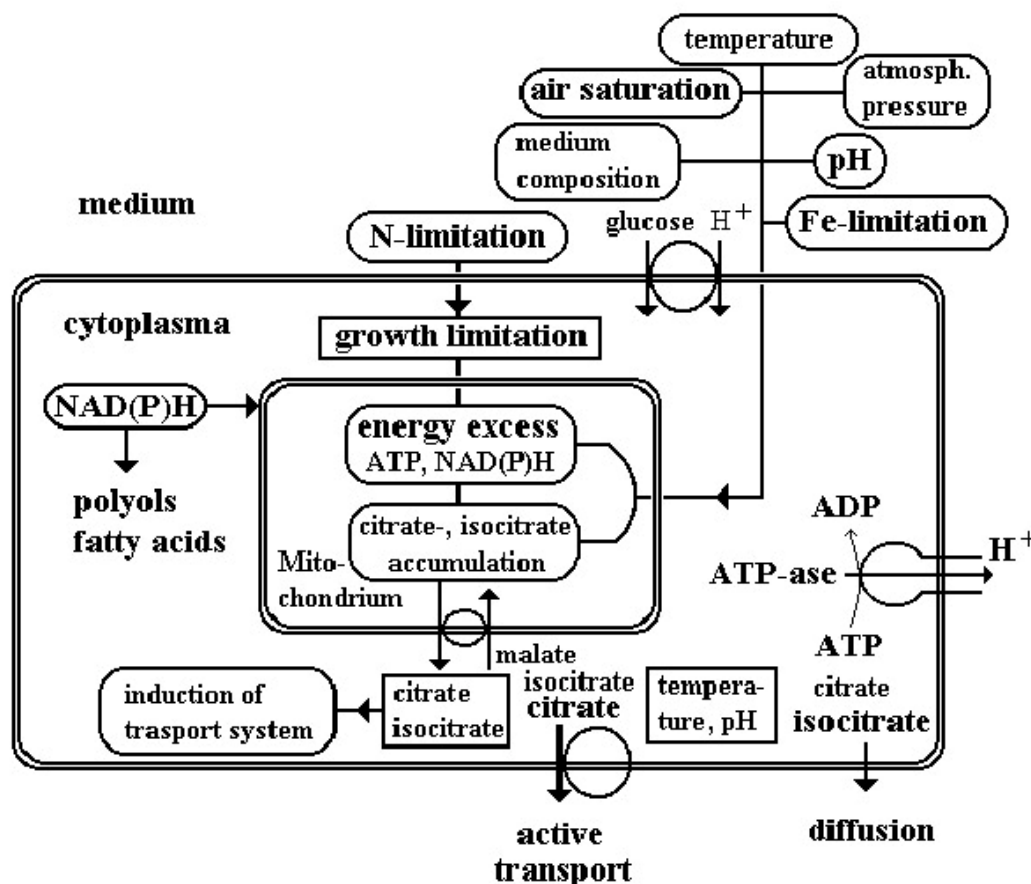 temperature
air saturation
atmosph.
pressure
medium
composition
pH
medium
N-limitation
glucose H⁺
Fe-limitation
cytoplasma
growth limitation
NAD(P)H
energy excess
ATP, NAD(P)H
polyols
fatty acids
citrate-, isocitrate
accumulation
Mito-
chondrium
ADP
ATP-ase
H⁺
ATP
malate
induction of
trasport system
citrate
isocitrate
isocitrate
citrate
tempera-
ture, pH
citrate
isocitrate
active
transport
diffusion